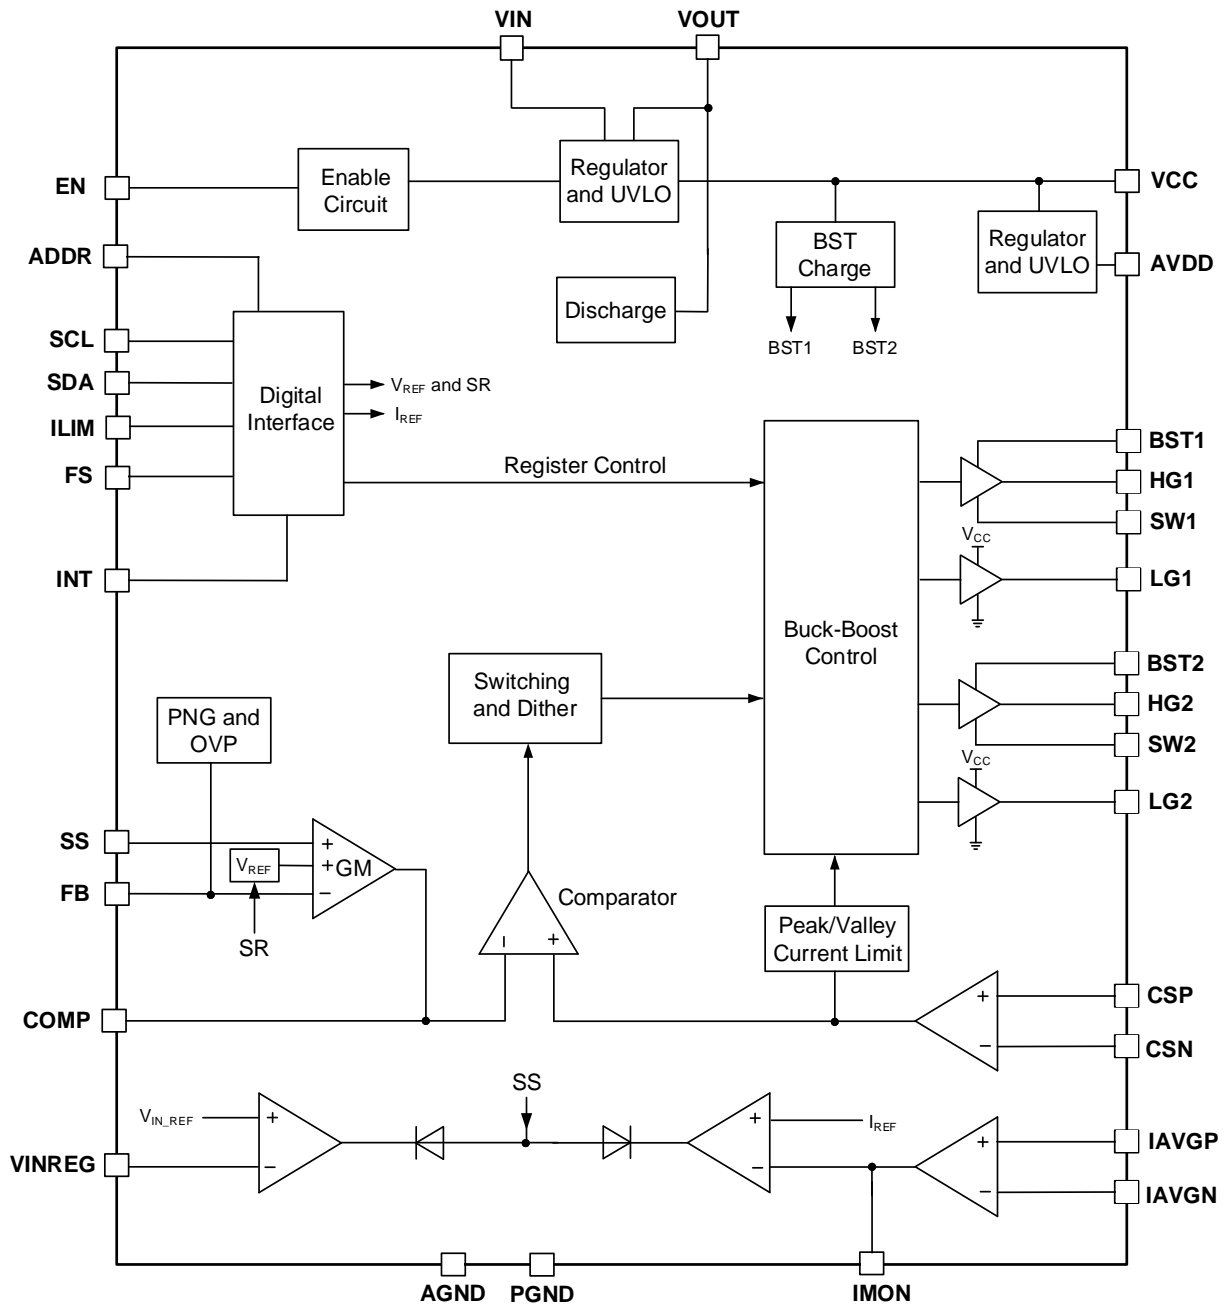 VIN
VOUT
EN
Enable
Circuit
Regulator
and UVLO
VCC
ADDR
BST
Charge
Regulator
and UVLO
AVDD
Discharge
BST1
BST2
SCL
SDA
ILIM
FS
INT
Digital
Interface
VREF and SR
IREF
Register Control
Buck-Boost
Control
BST1
HG1
SW1
VCC
LG1
BST2
HG2
SW2
VCC
LG2
Switching
and Dither
PNG and
OVP
SS
FB
VREF
+
+
−
GM
SR
Comparator
−
+
Peak/Valley
Current Limit
COMP
+
−
CSP
CSN
VIN_REF
VINREG
+
−
SS
+
−
IREF
+
−
IAVGP
IAVGN
AGND
PGND
IMON